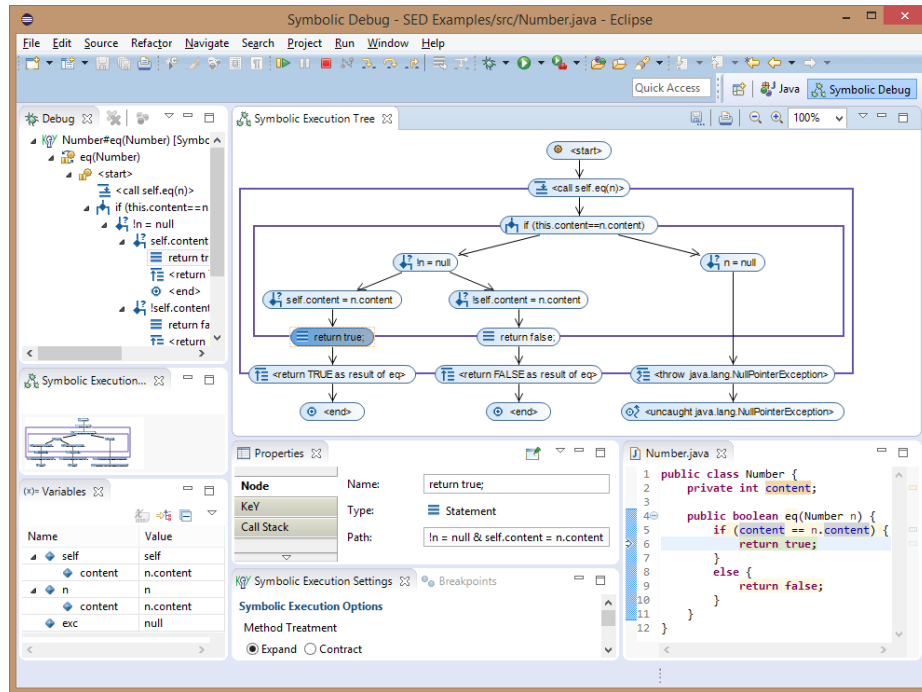 Symbolic Debug - SED Examples/src/Number.java - Eclipse
File Edit Source Refactor Navigate Search Project Run Window Help
Quick Access
Java
Symbolic Debug
Debug
Number#eq(Number) [Symbc
eq(Number)
<start>
<call self.eq(n)>
if (this.content==n
!n = null
self.content
return tr
<return
<end>
!self.content
return fa
<return
Symbolic Execution Tree
100%
<start>
<call self.eq(n)>
if (this.content==n.content)
!n = null
n = null
self.content = n.content
!self.content = n.content
return true;
return false;
<return TRUE as result of eq>
<return FALSE as result of eq>
<throw java.lang.NullPointerException>
<end>
<end>
<uncaught java.lang.NullPointerException>
Symbolic Execution...
(x)= Variables
Name Value
self self
content n.content
n n
content n.content
exc null
Properties
Node
KeY
Call Stack
Name: return true;
Type: Statement
Path: !n = null & self.content = n.content
KeY Symbolic Execution Settings
Breakpoints
Symbolic Execution Options
Method Treatment
Expand Contract
Number.java
1 public class Number {
2 private int content;
3
4 public boolean eq(Number n) {
5 if (content == n.content) {
6 return true;
7 }
8 else {
9 return false;
10 }
11 }
12 }